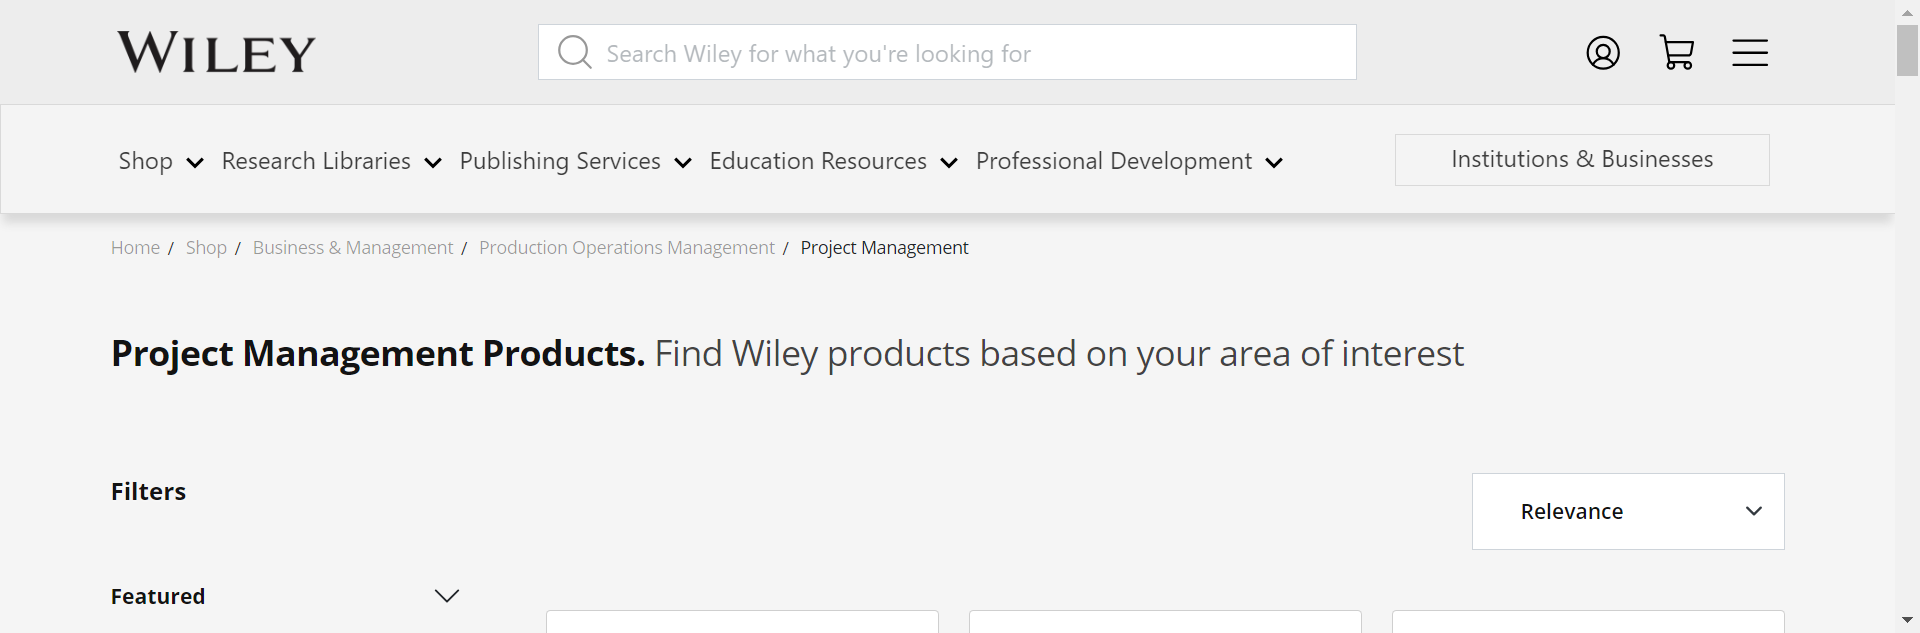 WILEY
Search Wiley for what you're looking for
Shop Research Libraries Publishing Services Education Resources Professional Development Institutions & Businesses
Home / Shop / Business & Management / Production Operations Management / Project Management
Project Management Products. Find Wiley products based on your area of interest
Filters
Relevance
Featured